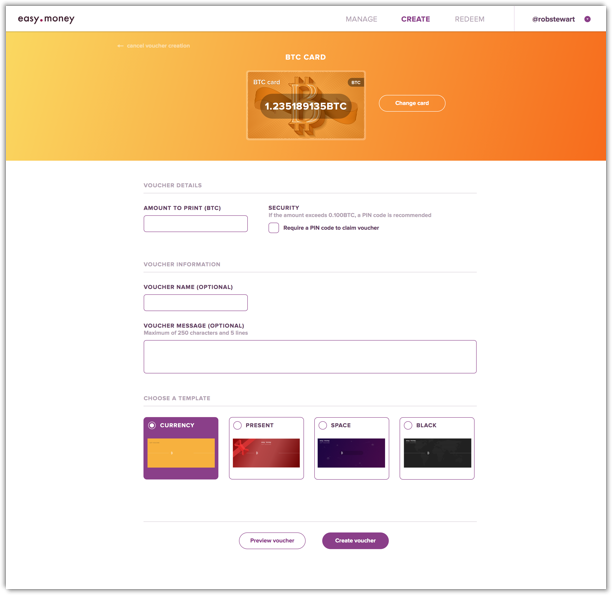 easy.money
MANAGE CREATE REDEEM @robstewart
← cancel voucher creation
BTC CARD
BTC card BTC
1.235189135BTC
Change card
VOUCHER DETAILS
AMOUNT TO PRINT (BTC)
SECURITY
If the amount exceeds 0.100BTC, a PIN code is recommended
Require a PIN code to claim voucher
VOUCHER INFORMATION
VOUCHER NAME (OPTIONAL)
VOUCHER MESSAGE (OPTIONAL)
Maximum of 250 characters and 5 lines
CHOOSE A TEMPLATE
CURRENCY PRESENT SPACE BLACK
Preview voucher Create voucher